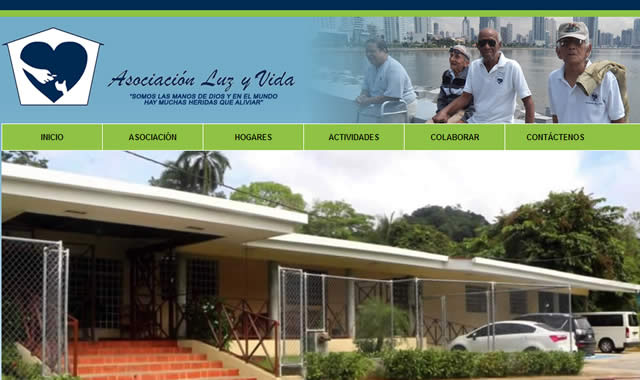 Asociación Luz y Vida
"SOMOS LAS MANOS DE DIOS Y EN EL MUNDO
HAY MUCHAS HERIDAS QUE ALIVIAR"
INICIO
ASOCIACIÓN
HOGARES
ACTIVIDADES
COLABORAR
CONTÁCTENOS